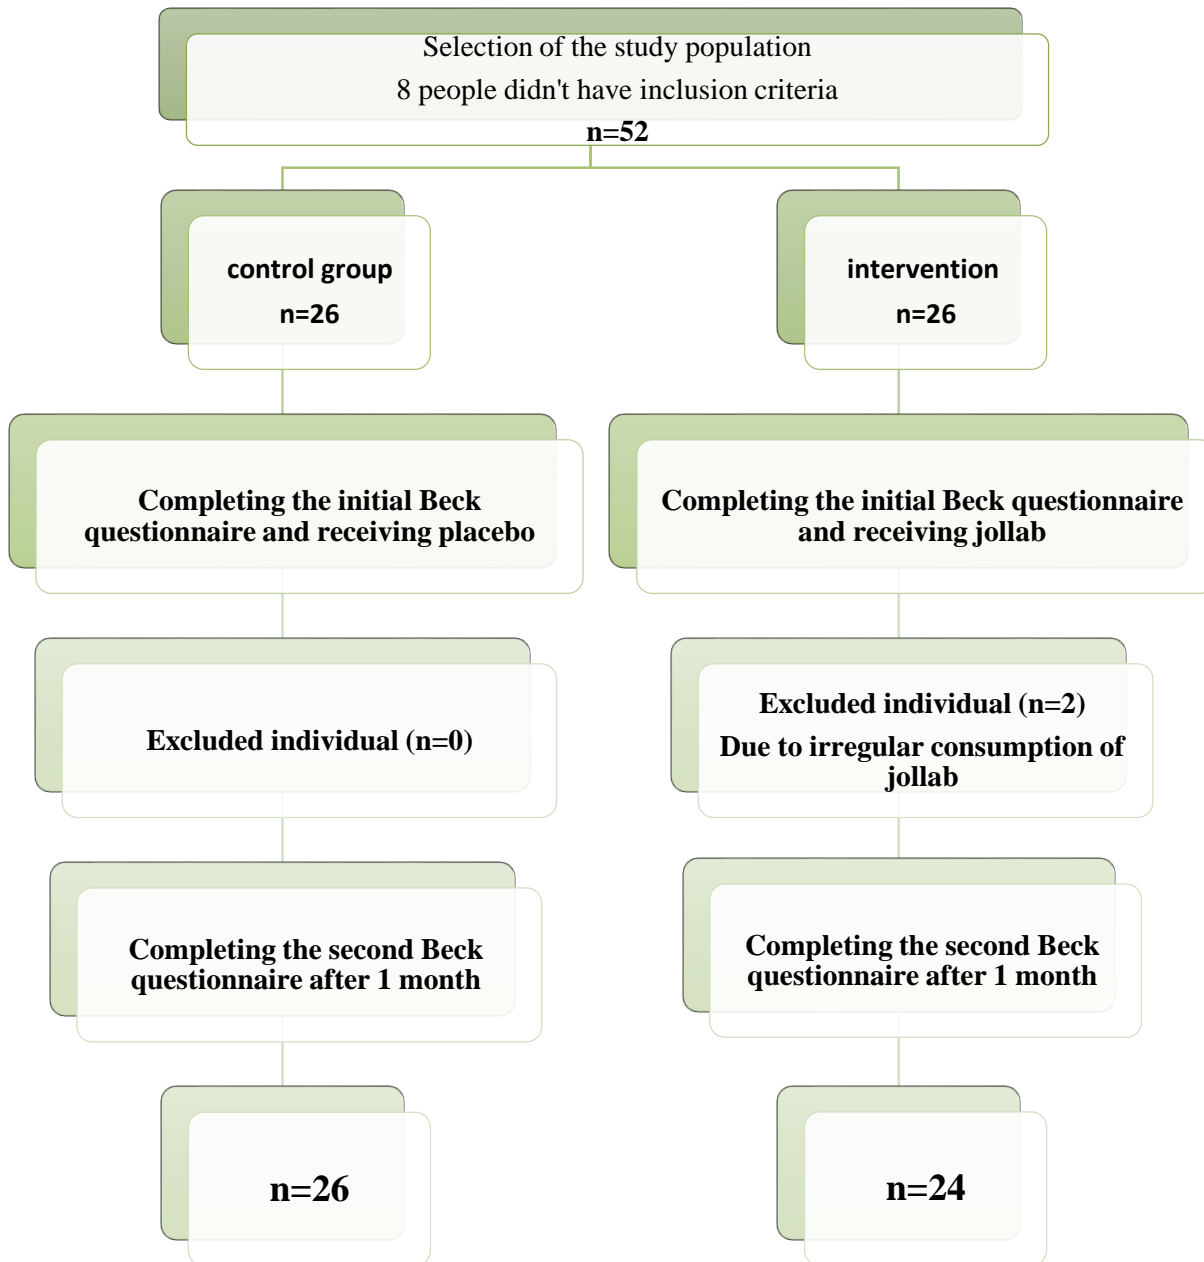 Selection of the study population
8 people didn't have inclusion criteria
n=52
control group
n=26
intervention
n=26
Completing the initial Beck
questionnaire and receiving placebo
Completing the initial Beck questionnaire
and receiving jollab
Excluded individual (n=0)
Excluded individual (n=2)
Due to irregular consumption of
jollab
Completing the second Beck
questionnaire after 1 month
Completing the second Beck
questionnaire after 1 month
n=26
n=24